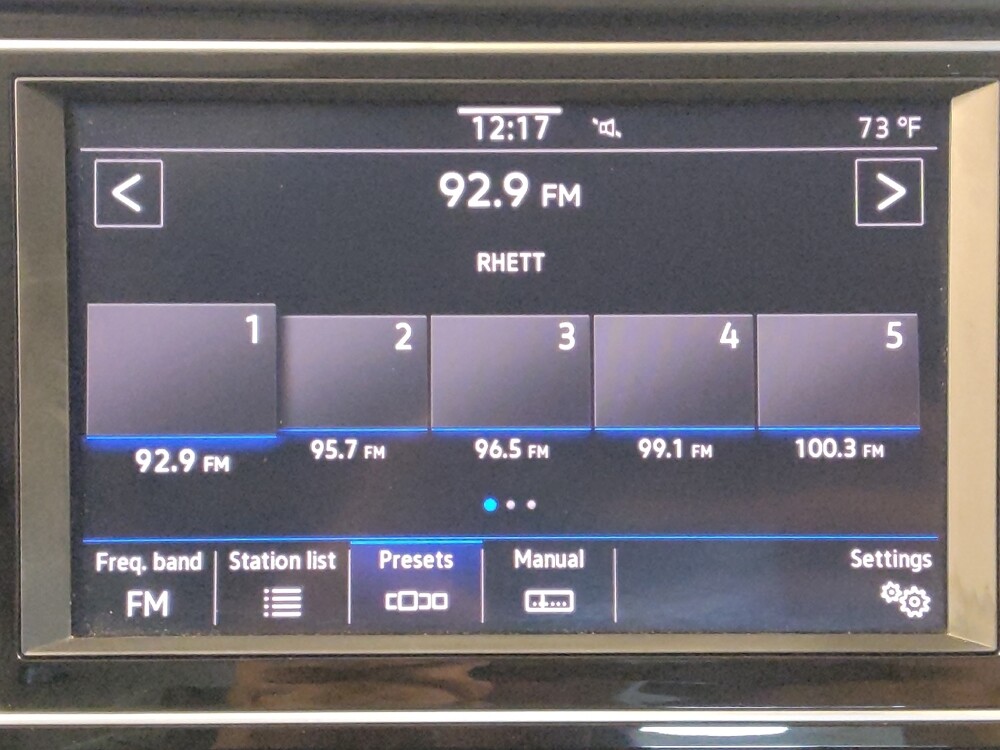 12:17 73 °F
< 92.9 FM >
RHETT
1 2 3 4 5
92.9 FM 95.7 FM 96.5 FM 99.1 FM 100.3 FM
Freq. band Station list Presets Manual Settings
FM